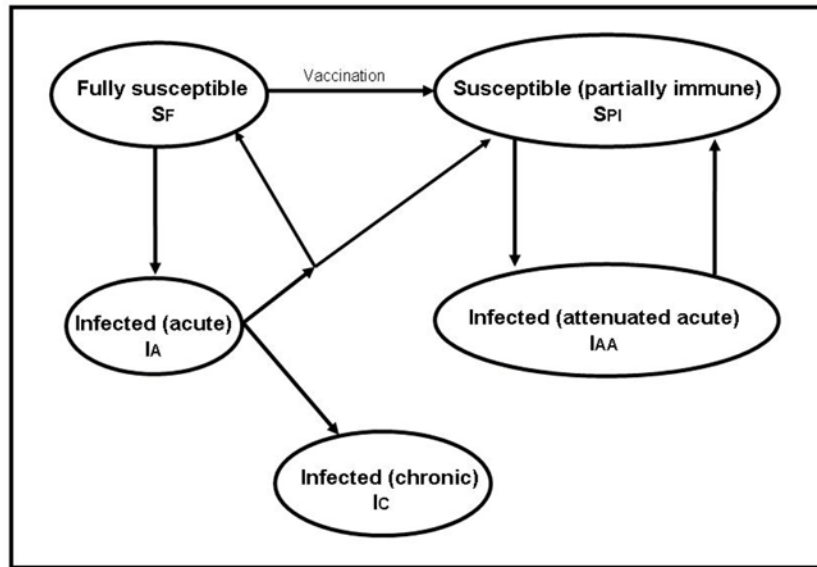 Fully susceptible
SF
Vaccination
Susceptible (partially immune)
SPI
Infected (acute)
IA
Infected (attenuated acute)
IAA
Infected (chronic)
IC